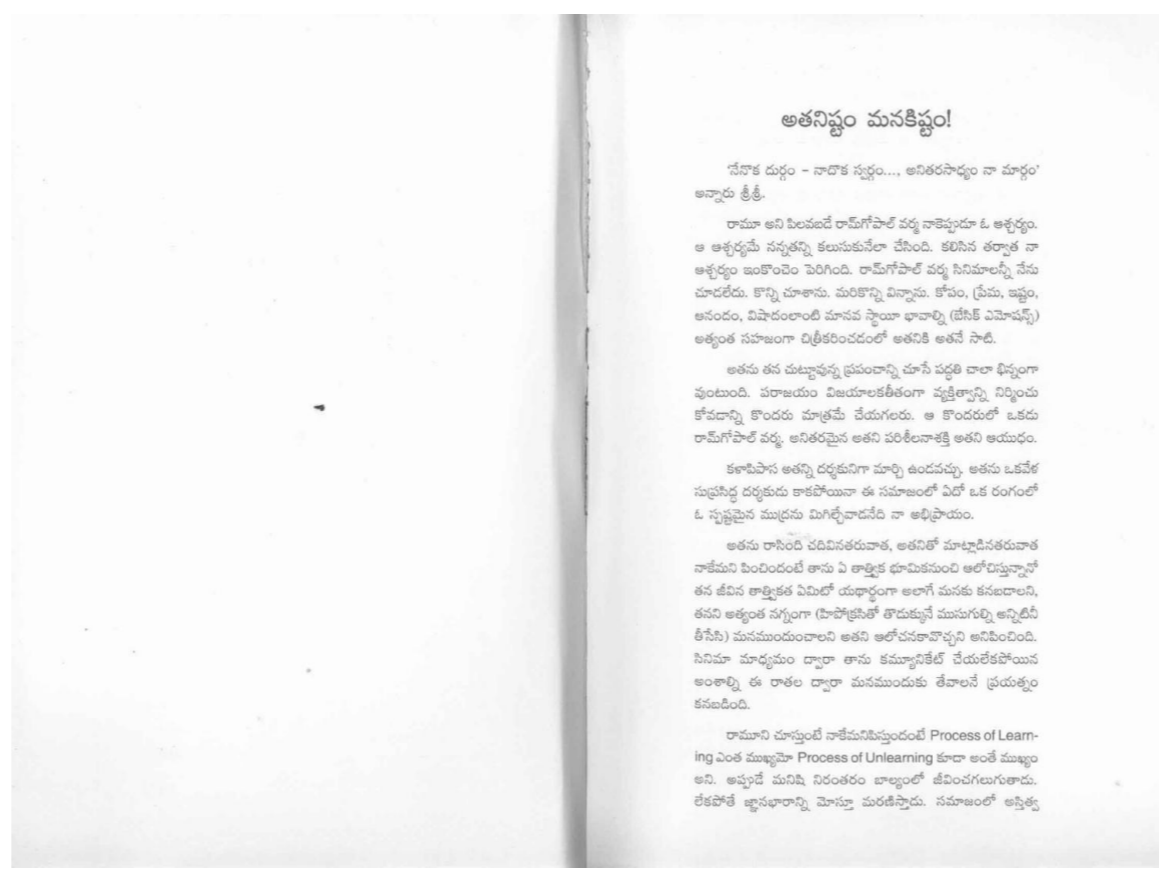 అతనిష్టం మనకిష్టం!
'నేనొక దుర్గం – నాదొక స్వర్గం..., అనితరసాధ్యం నా మార్గం'
అన్నారు శ్రీశ్రీ.
రామూ అని పిలవబడే రామ్‌గోపాల్ వర్మ నాకెప్పుడూ ఓ ఆశ్చర్యం.
ఆ ఆశ్చర్యమే నన్నతన్ని కలుసుకునేలా చేసింది. కలిసిన తర్వాత నా
ఆశ్చర్యం ఇంకొంచెం పెరిగింది. రామ్‌గోపాల్ వర్మ సినిమాలన్నీ నేను
చూడలేదు. కొన్ని చూశాను. మరికొన్ని విన్నాను. కోపం, ప్రేమ, ఇష్టం,
ఆనందం, విషాదంలాంటి మానవ స్థాయీ భావాల్ని (బేసిక్ ఎమోషన్స్)
అత్యంత సహజంగా చిత్రీకరించడంలో అతనికి అతనే సాటి.
అతను తన చుట్టూవున్న ప్రపంచాన్ని చూసే పద్ధతి చాలా భిన్నంగా
వుంటుంది. పరాజయం విజయాలకతీతంగా వ్యక్తిత్వాన్ని నిర్మించు
కోవడాన్ని కొందరు మాత్రమే చేయగలరు. ఆ కొందరులో ఒకడు
రామ్‌గోపాల్ వర్మ. అనితరమైన అతని పరిశీలనాశక్తి అతని ఆయుధం.
కళాపిపాస అతన్ని దర్శకునిగా మార్చి ఉండవచ్చు. అతను ఒకవేళ
సుప్రసిద్ధ దర్శకుడు కాకపోయినా ఈ సమాజంలో ఏదో ఒక రంగంలో
ఓ స్పష్టమైన ముద్రను మిగిల్చేవాడనేది నా అభిప్రాయం.
అతను రాసింది చదివినతరువాత, అతనితో మాట్లాడినతరువాత
నాకేమని పించిందంటే తాను ఏ తాత్త్విక భూమికనుంచి ఆలోచిస్తున్నానో
తన జీవిన తాత్త్వికత ఏమిటో యథార్థంగా అలాగే మనకు కనబడాలని,
తనని అత్యంత నగ్నంగా (హిపోక్రసితో తొడుక్కునే ముసుగుల్ని అన్నిటినీ
తీసేసి) మనముందుంచాలని అతని ఆలోచనకావొచ్చని అనిపించింది.
సినిమా మాధ్యమం ద్వారా తాను కమ్యూనికేట్ చేయలేకపోయిన
అంశాల్ని ఈ రాతల ద్వారా మనముందుకు తేవాలనే ప్రయత్నం
కనబడింది.
రామూని చూస్తుంటే నాకేమనిపిస్తుందంటే Process of Learn-
ing ఎంత ముఖ్యమో Process of Unlearning కూడా అంతే ముఖ్యం
అని. అప్పుడే మనిషి నిరంతరం బాల్యంలో జీవించగలుగుతాడు.
లేకపోతే జ్ఞానభారాన్ని మోస్తూ మరణిస్తాడు. సమాజంలో అస్తిత్వ